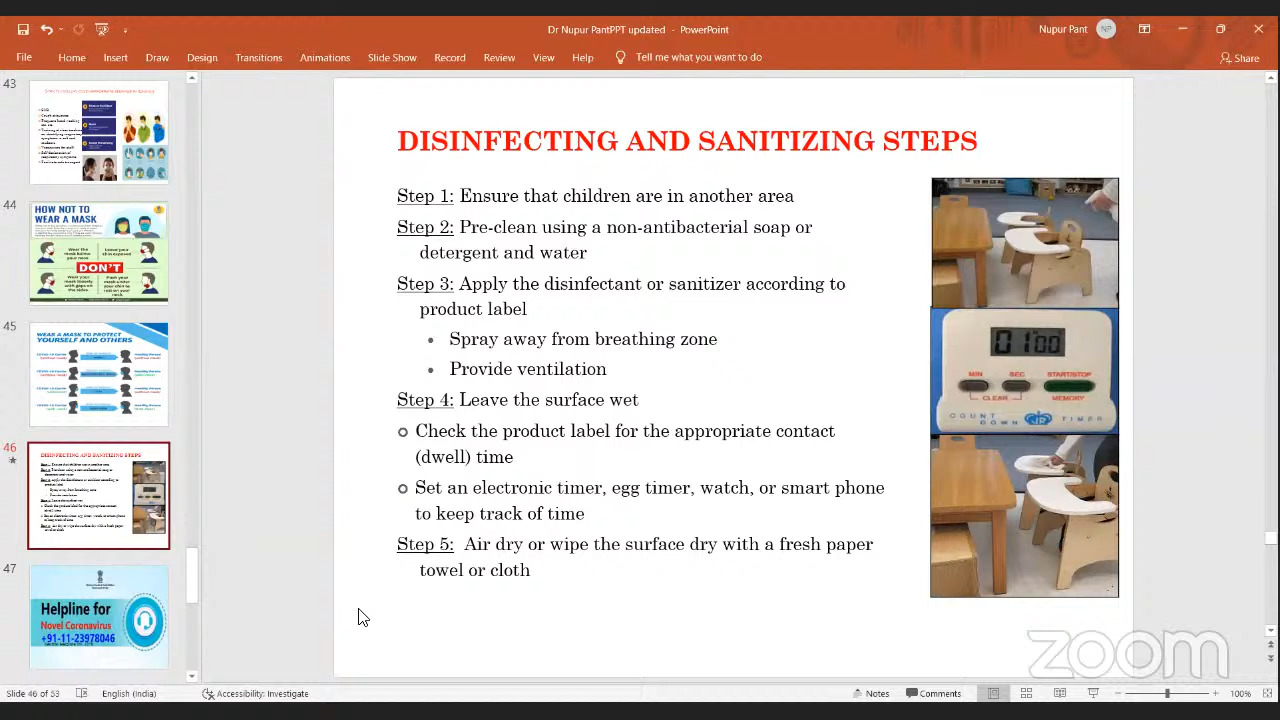 Dr Nupur PantPPT updated - PowerPoint
Nupur Pant
File Home Insert Draw Design Transitions Animations Slide Show Record Review View Help Tell me what you want to do
Share
43
44
HOW NOT TO
WEAR A MASK
DON'T
45
WEAR A MASK TO PROTECT
YOURSELF AND OTHERS
46
DISINFECTING AND SANITIZING STEPS
47
Helpline for
Novel Coronavirus
+91-11-23978046
DISINFECTING AND SANITIZING STEPS
Step 1: Ensure that children are in another area
Step 2: Pre-clean using a non-antibacterial soap or
detergent and water
Step 3: Apply the disinfectant or sanitizer according to
product label
• Spray away from breathing zone
• Provide ventilation
Step 4: Leave the surface wet
Check the product label for the appropriate contact
(dwell) time
Set an electronic timer, egg timer, watch or smart phone
to keep track of time
Step 5: Air dry or wipe the surface dry with a fresh paper
towel or cloth
01:00
MIN SEC START/STOP
CLEAR MEMORY
COUNT DOWN TIMER
zoom
Slide 46 of 53 English (India) Accessibility: Investigate
Notes Comments 100%